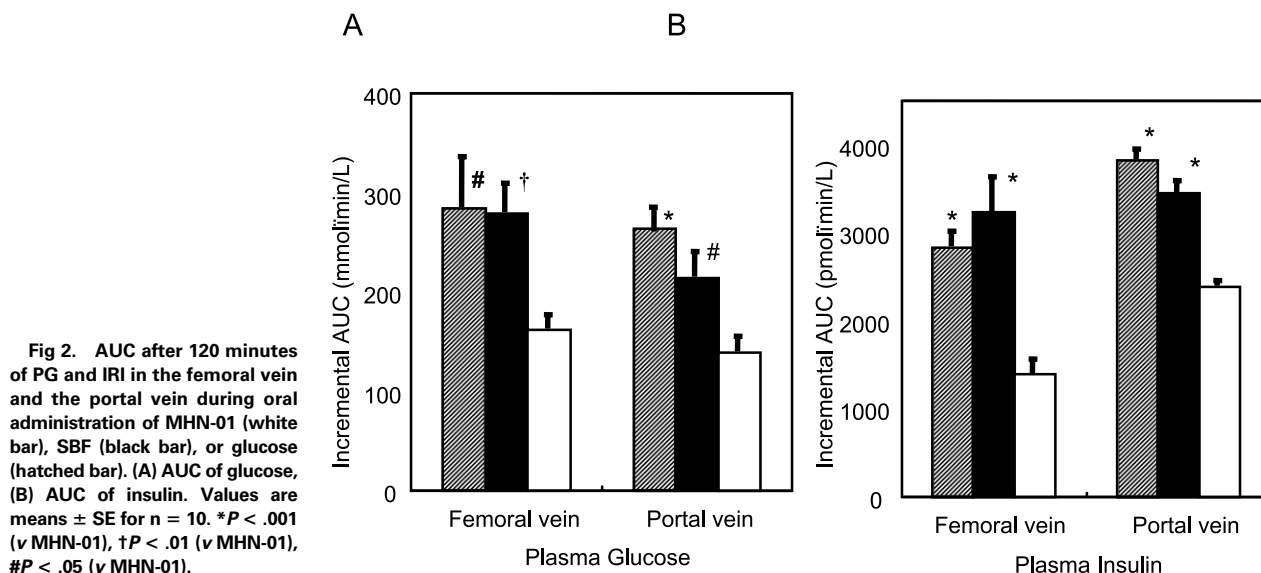 A
B
Incremental AUC (mmolimin/L)
400
300
200
100
0
#
†
*
#
Femoral vein
Portal vein
Plasma Glucose
Incremental AUC (pmolimin/L)
4000
3000
2000
1000
0
*
*
*
*
Femoral vein
Portal vein
Plasma Insulin
Fig 2. AUC after 120 minutes
of PG and IRI in the femoral vein
and the portal vein during oral
administration of MHN-01 (white
bar), SBF (black bar), or glucose
(hatched bar). (A) AUC of glucose,
(B) AUC of insulin. Values are
means ± SE for n = 10. *P < .001
(v MHN-01), †P < .01 (v MHN-01),
#P < .05 (v MHN-01).